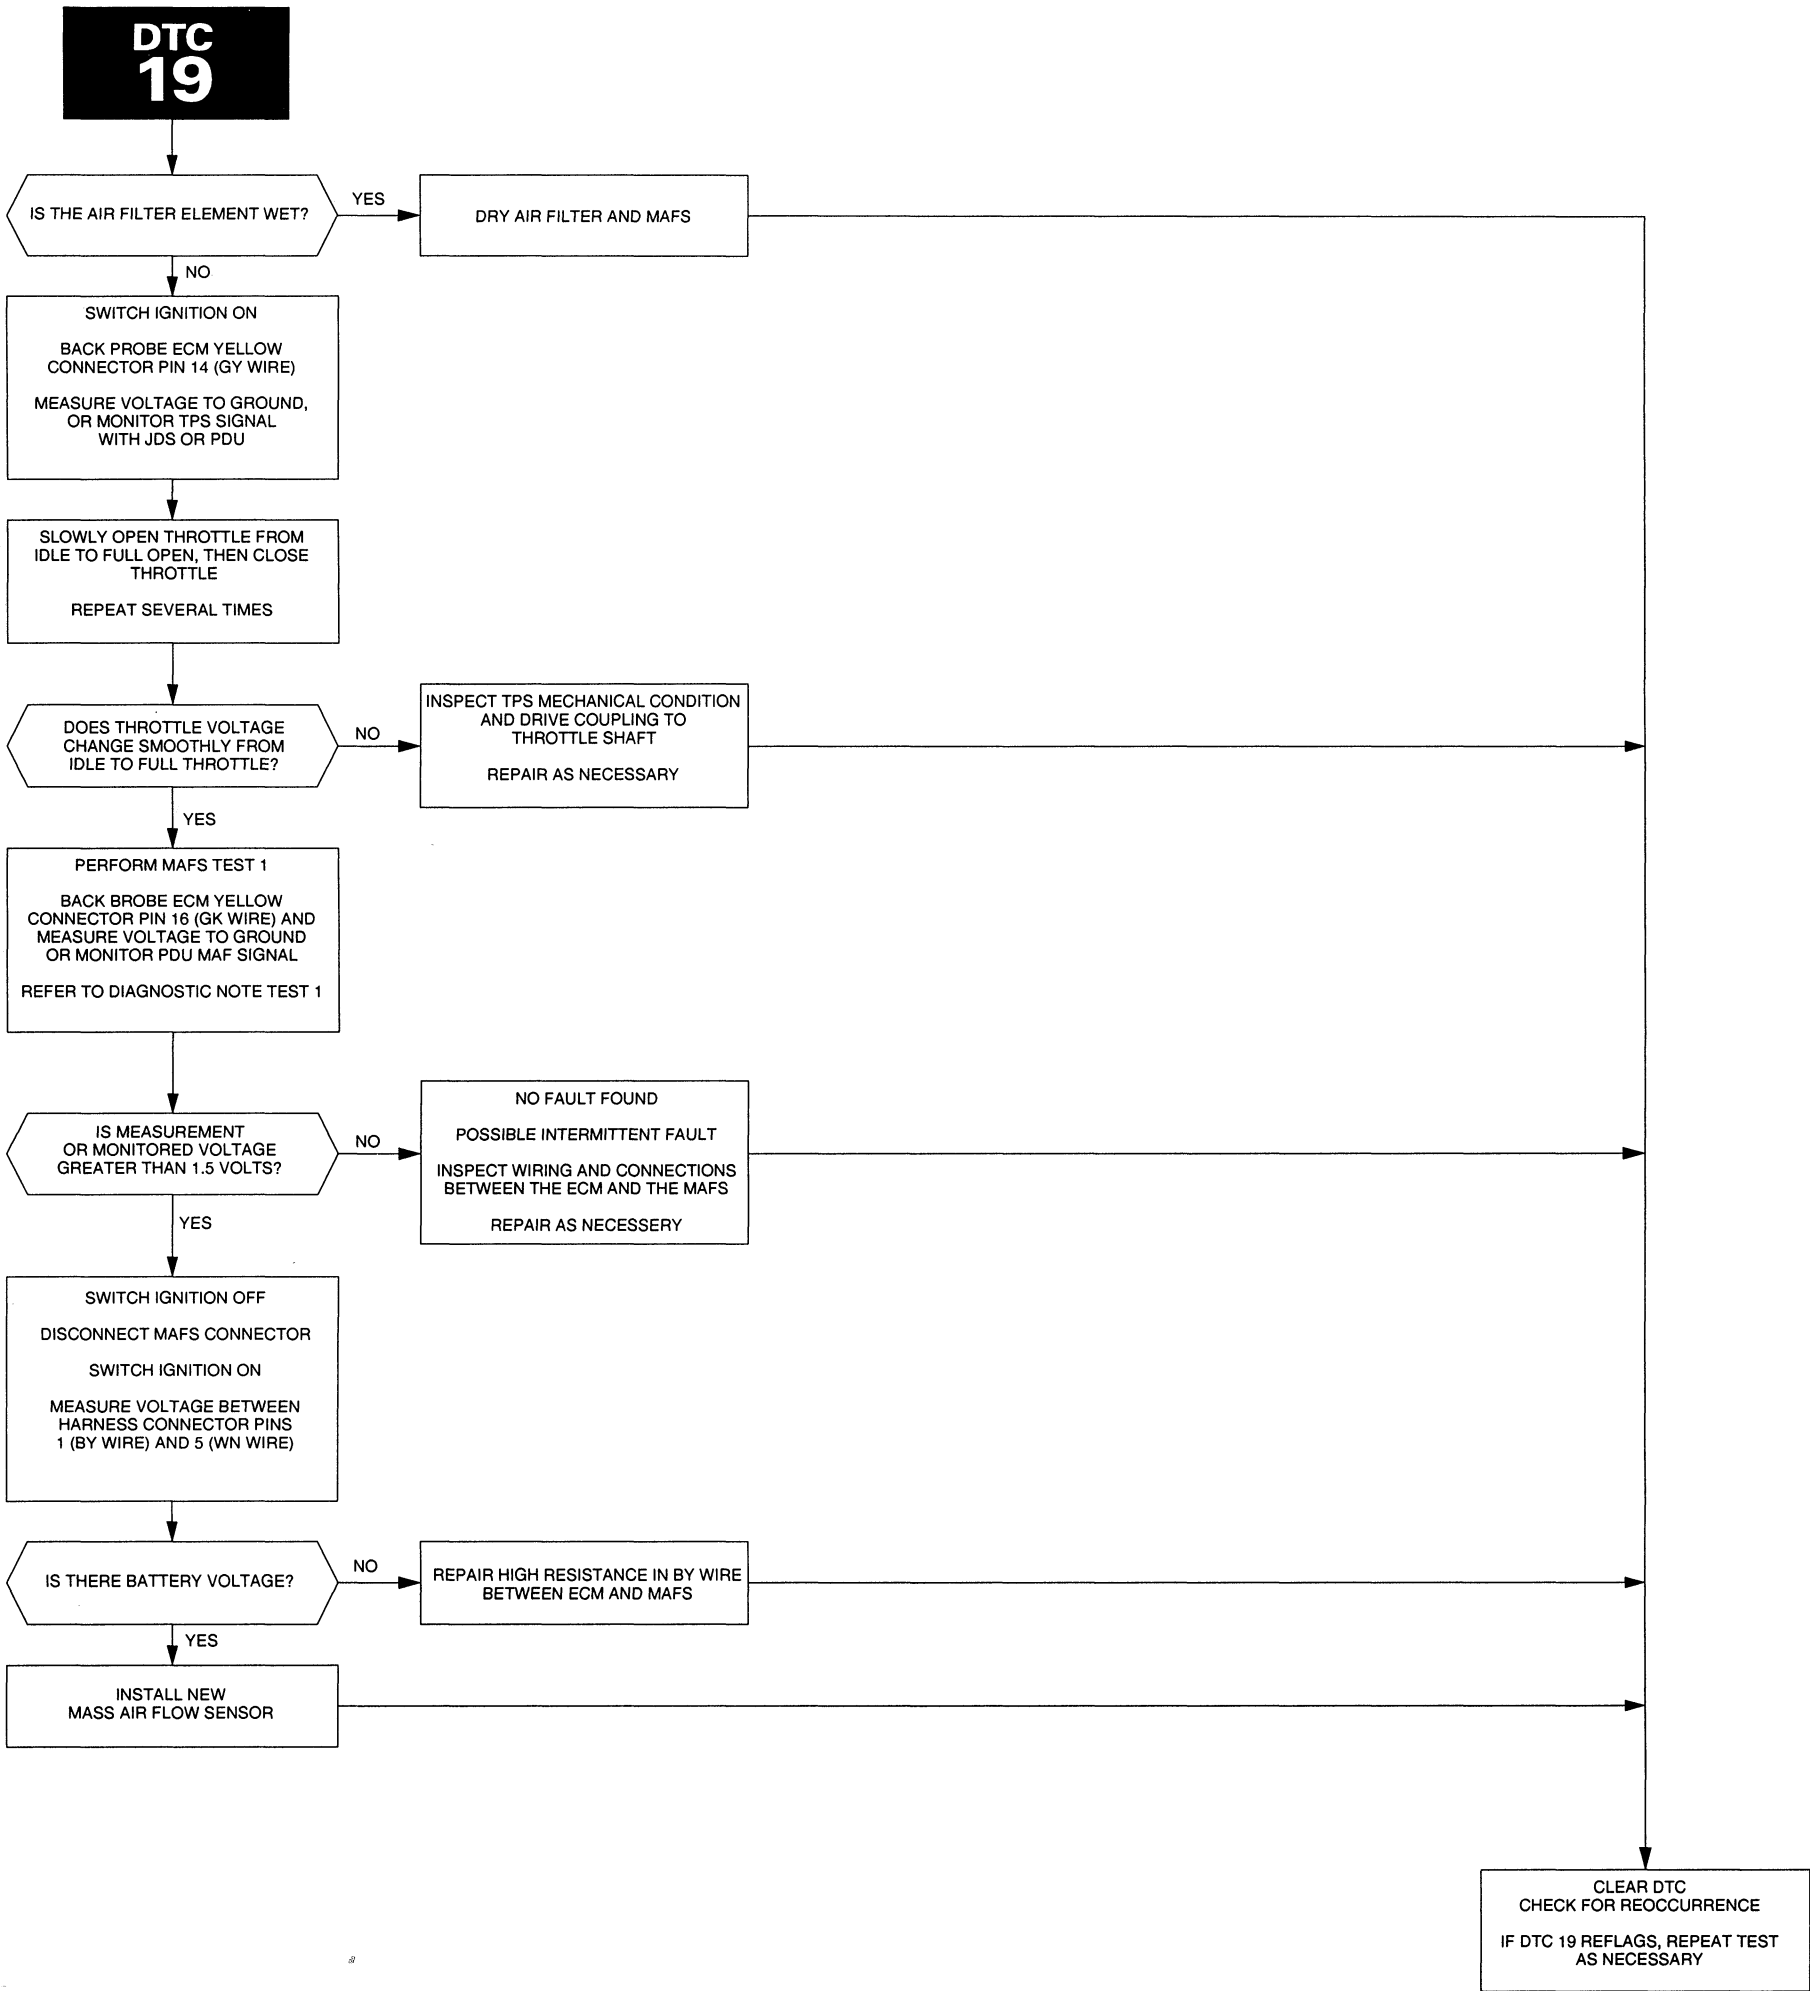 DTC
19
IS THE AIR FILTER ELEMENT WET?
YES
DRY AIR FILTER AND MAFS
NO
SWITCH IGNITION ON
BACK PROBE ECM YELLOW
CONNECTOR PIN 14 (GY WIRE)
MEASURE VOLTAGE TO GROUND,
OR MONITOR TPS SIGNAL
WITH JDS OR PDU
SLOWLY OPEN THROTTLE FROM
IDLE TO FULL OPEN, THEN CLOSE
THROTTLE
REPEAT SEVERAL TIMES
DOES THROTTLE VOLTAGE
CHANGE SMOOTHLY FROM
IDLE TO FULL THROTTLE?
NO
INSPECT TPS MECHANICAL CONDITION
AND DRIVE COUPLING TO
THROTTLE SHAFT
REPAIR AS NECESSARY
YES
PERFORM MAFS TEST 1
BACK BROBE ECM YELLOW
CONNECTOR PIN 16 (GK WIRE) AND
MEASURE VOLTAGE TO GROUND
OR MONITOR PDU MAF SIGNAL
REFER TO DIAGNOSTIC NOTE TEST 1
IS MEASUREMENT
OR MONITORED VOLTAGE
GREATER THAN 1.5 VOLTS?
NO
NO FAULT FOUND
POSSIBLE INTERMITTENT FAULT
INSPECT WIRING AND CONNECTIONS
BETWEEN THE ECM AND THE MAFS
REPAIR AS NECESSERY
YES
SWITCH IGNITION OFF
DISCONNECT MAFS CONNECTOR
SWITCH IGNITION ON
MEASURE VOLTAGE BETWEEN
HARNESS CONNECTOR PINS
1 (BY WIRE) AND 5 (WN WIRE)
IS THERE BATTERY VOLTAGE?
NO
REPAIR HIGH RESISTANCE IN BY WIRE
BETWEEN ECM AND MAFS
YES
INSTALL NEW
MASS AIR FLOW SENSOR
CLEAR DTC
CHECK FOR REOCCURRENCE
IF DTC 19 REFLAGS, REPEAT TEST
AS NECESSARY